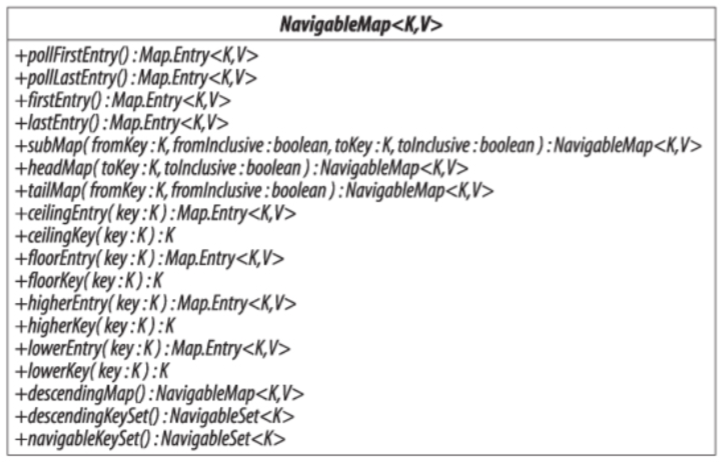 NavigableMap<K,V>
+pollFirstEntry() : Map.Entry<K,V>
+pollLastEntry() : Map.Entry<K,V>
+firstEntry() : Map.Entry<K,V>
+lastEntry() : Map.Entry<K,V>
+subMap( fromKey : K, fromInclusive : boolean, toKey : K, toInclusive : boolean ) : NavigableMap<K,V>
+headMap( toKey : K, toInclusive : boolean ) : NavigableMap<K,V>
+tailMap( fromKey : K, fromInclusive : boolean ) : NavigableMap<K,V>
+ceilingEntry( key : K ) : Map.Entry<K,V>
+ceilingKey( key : K ) : K
+floorEntry( key : K ) : Map.Entry<K,V>
+floorKey( key : K ) : K
+higherEntry( key : K ) : Map.Entry<K,V>
+higherKey( key : K ) : K
+lowerEntry( key : K ) : Map.Entry<K,V>
+lowerKey( key : K ) : K
+descendingMap() : NavigableMap<K,V>
+descendingKeySet() : NavigableSet<K>
+navigableKeySet() : NavigableSet<K>